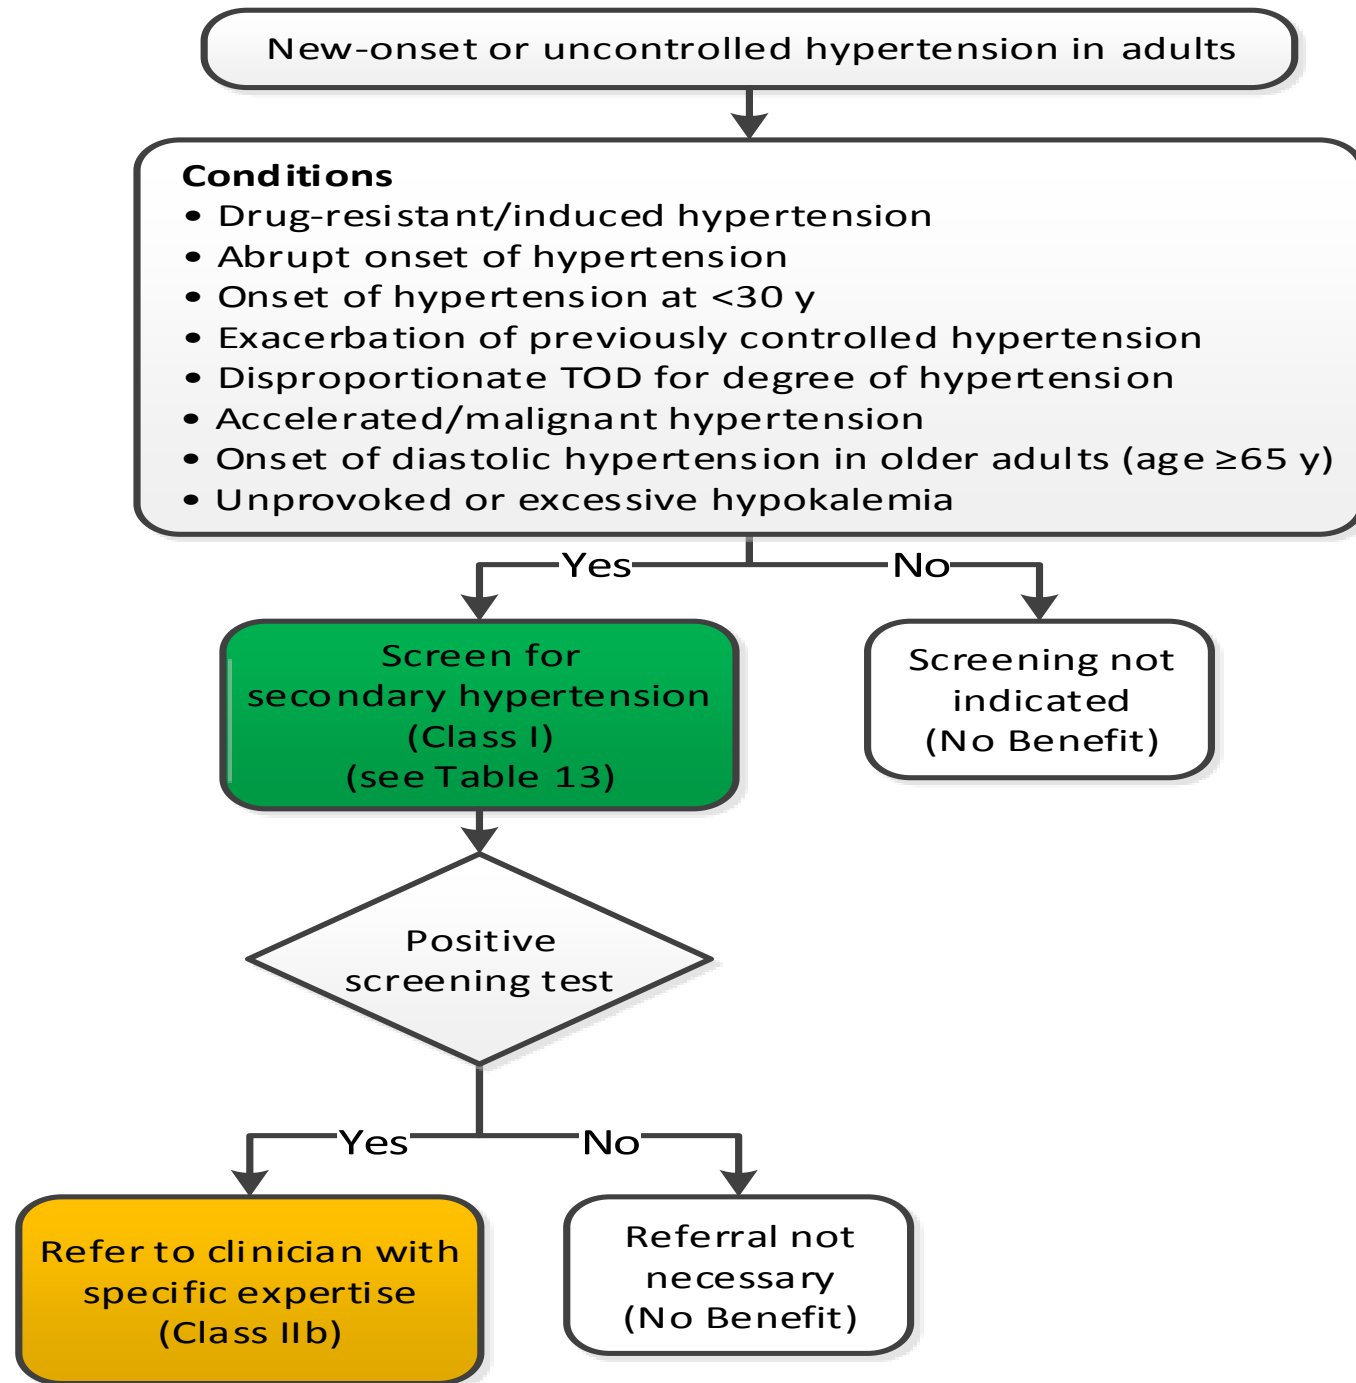 New-onset or uncontrolled hypertension in adults
Conditions
• Drug-resistant/induced hypertension
• Abrupt onset of hypertension
• Onset of hypertension at <30 y
• Exacerbation of previously controlled hypertension
• Disproportionate TOD for degree of hypertension
• Accelerated/malignant hypertension
• Onset of diastolic hypertension in older adults (age ≥65 y)
• Unprovoked or excessive hypokalemia
Yes
No
Screen for
secondary hypertension
(Class I)
(see Table 13)
Screening not
indicated
(No Benefit)
Positive
screening test
Yes
No
Refer to clinician with
specific expertise
(Class IIb)
Referral not
necessary
(No Benefit)